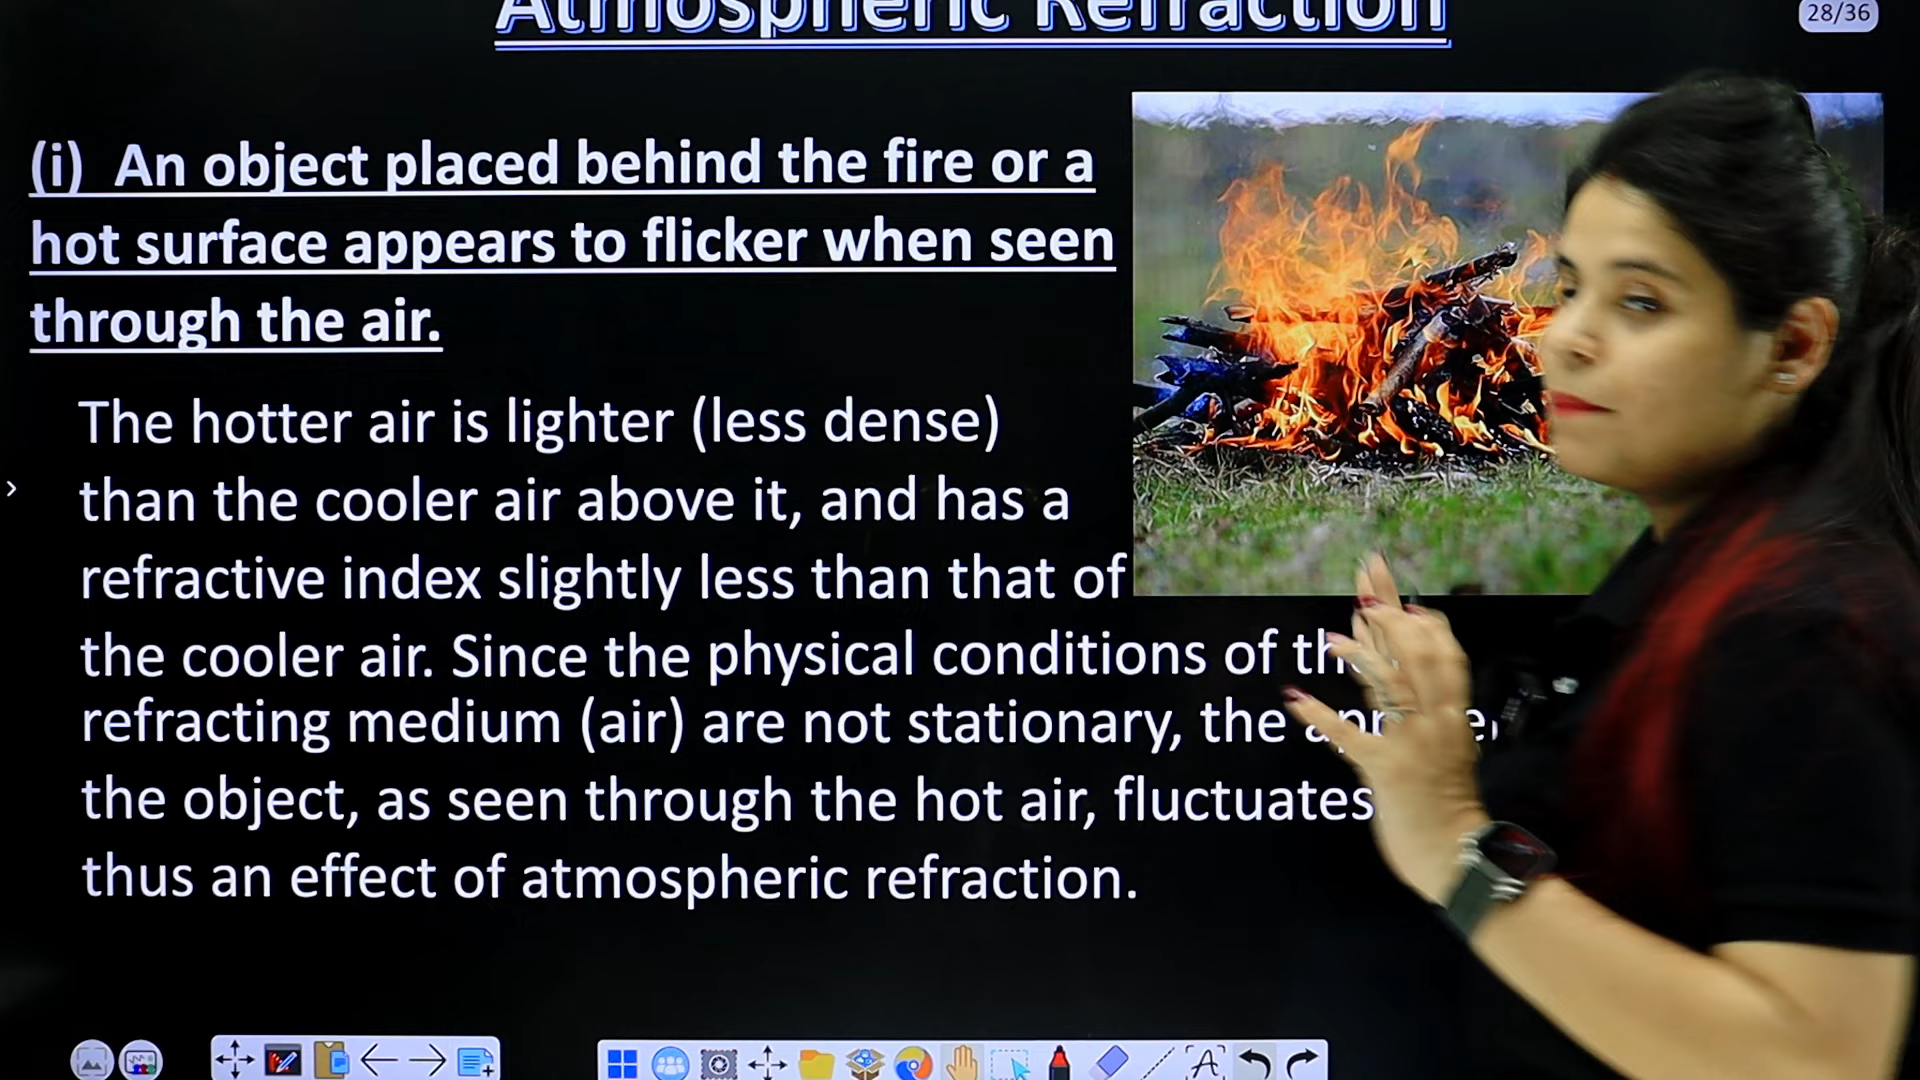 Atmospheric Refraction
28/36
(i) An object placed behind the fire or a
hot surface appears to flicker when seen
through the air.
The hotter air is lighter (less dense)
than the cooler air above it, and has a
refractive index slightly less than that of
the cooler air. Since the physical conditions of
refracting medium (air) are not stationary, the
the object, as seen through the hot air, fluctuates
thus an effect of atmospheric refraction.